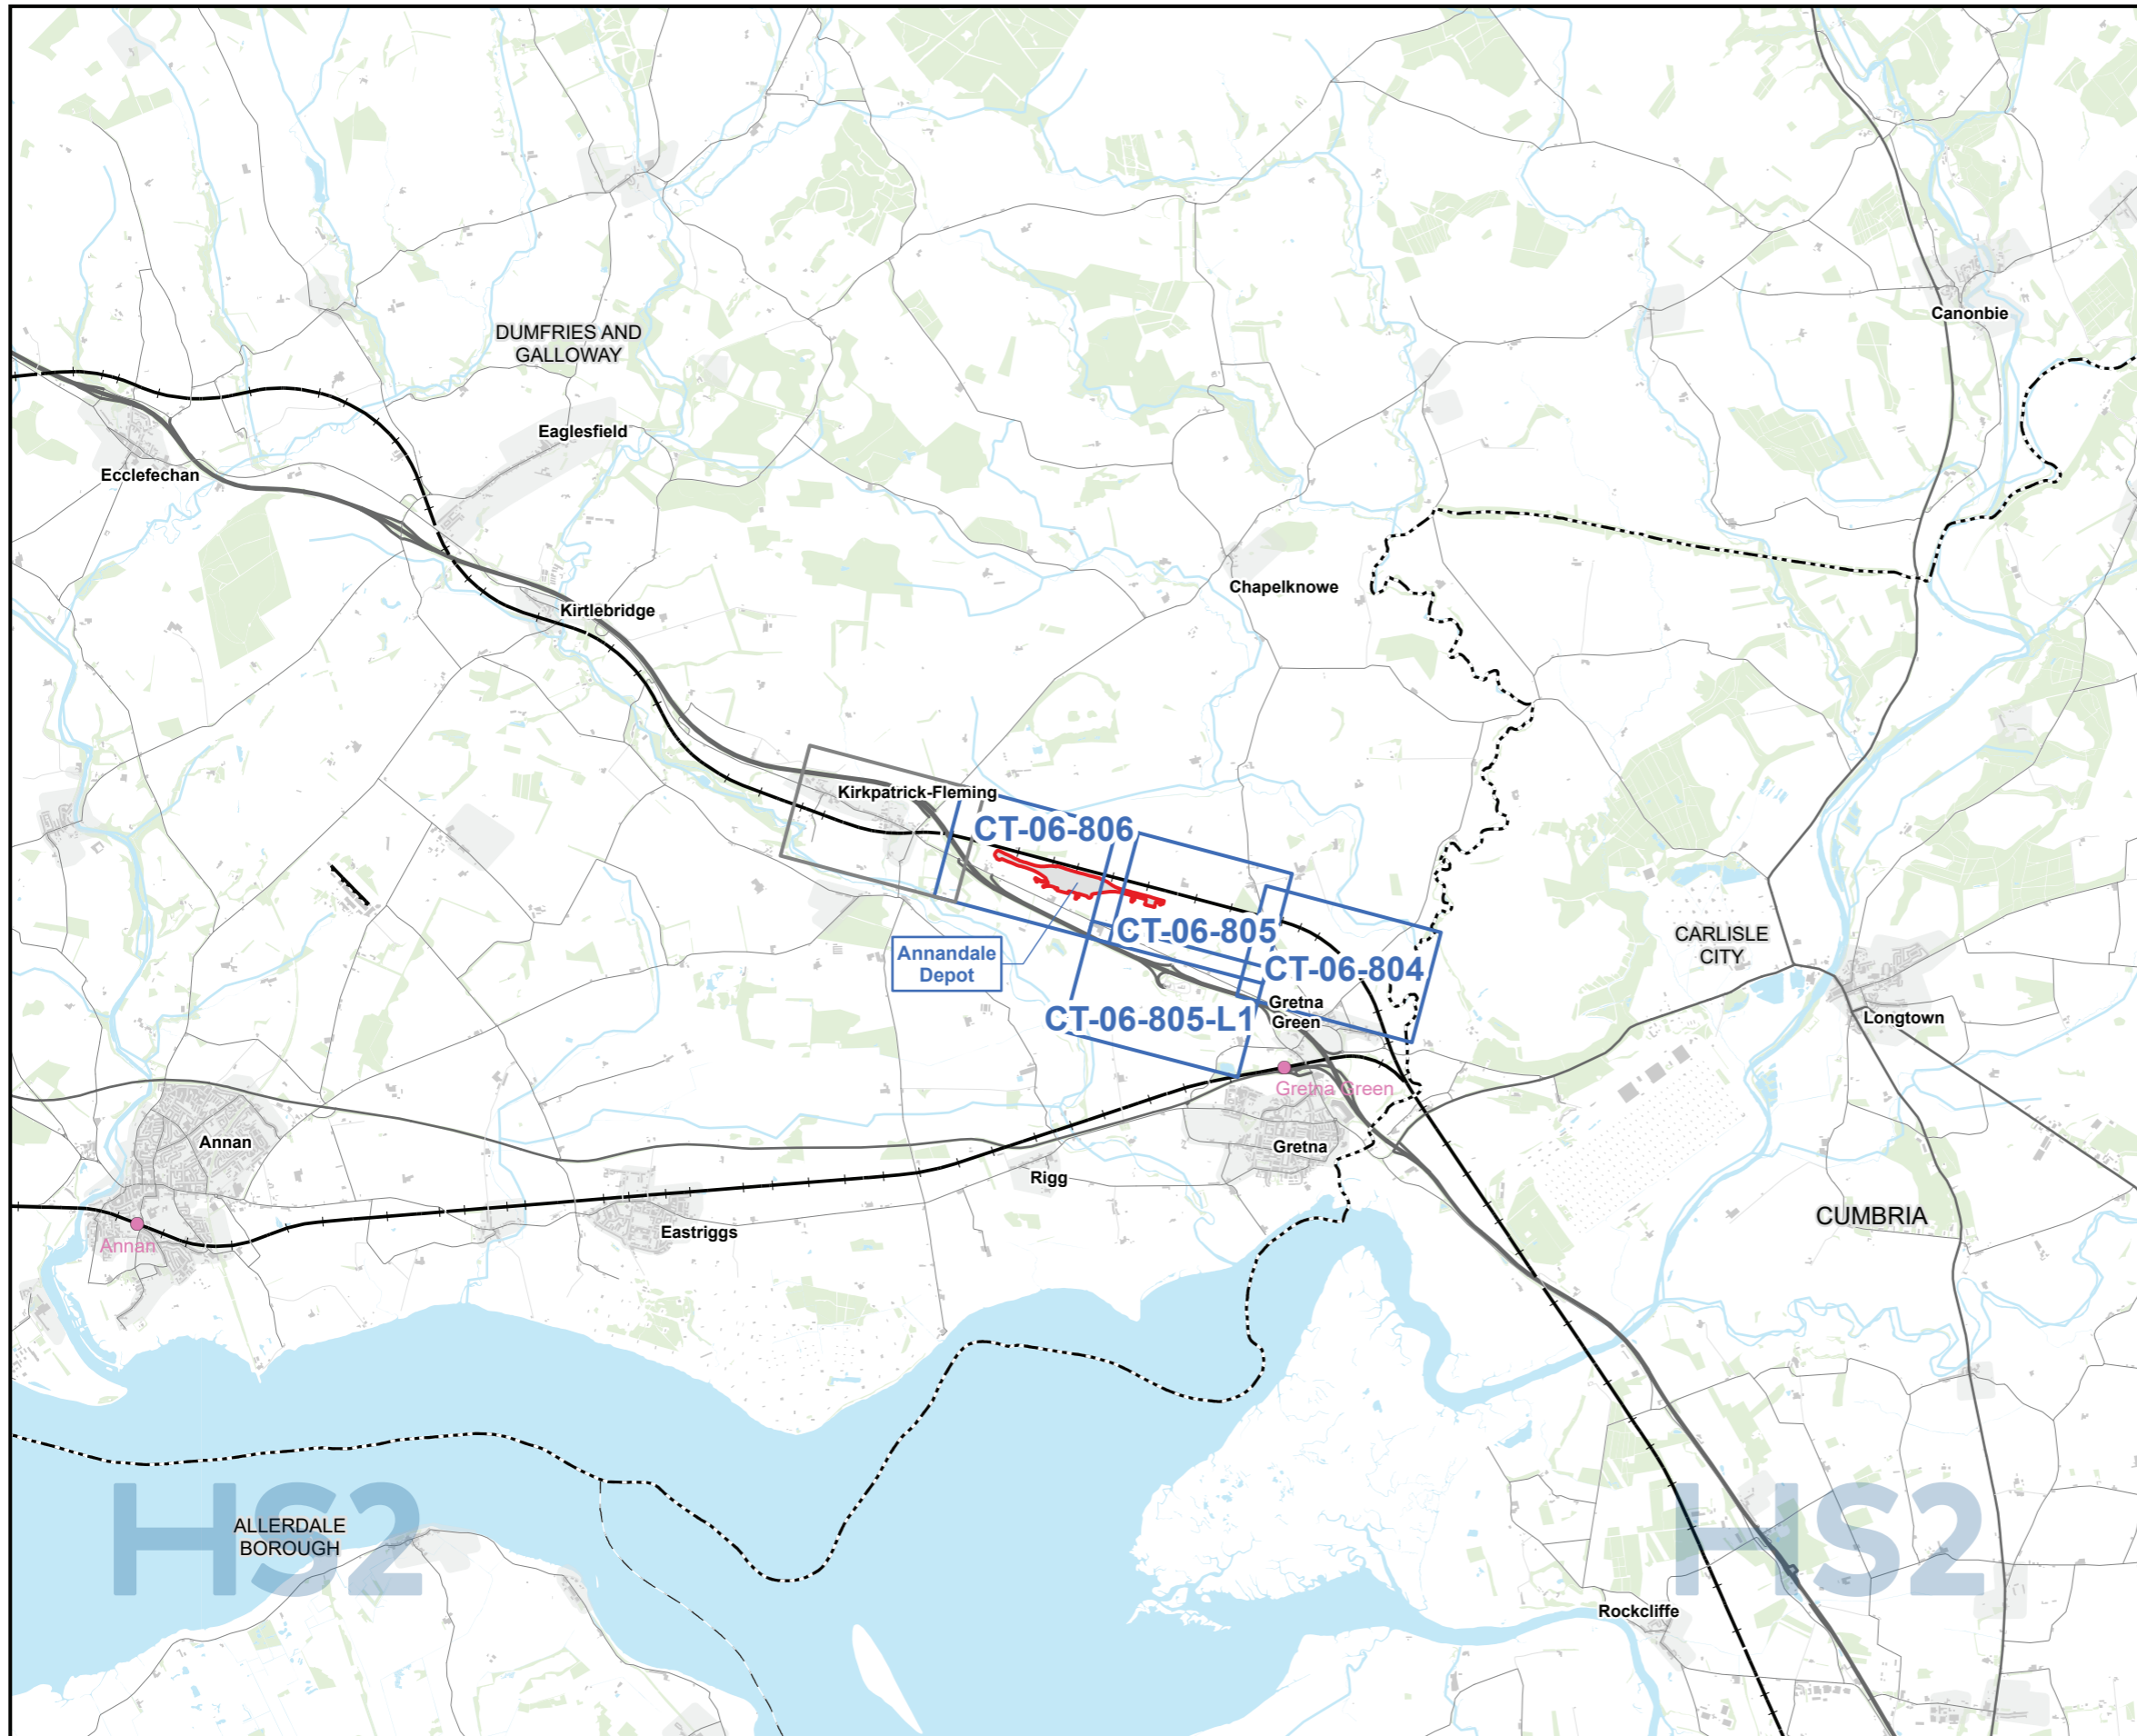 Canonbie
DUMFRIES AND
GALLOWAY
Eaglesfield
Ecclefechan
Chapelknowe
Kirtlebridge
Kirkpatrick-Fleming
CT-06-806
CT-06-805
CARLISLE
CITY
Annandale
Depot
CT-06-804
Gretna
Green
CT-06-805-L1
Longtown
Gretna Green
Annan
Gretna
Rigg
CUMBRIA
Eastriggs
Annan
HS2
HS2
ALLERDALE
BOROUGH
Rockcliffe